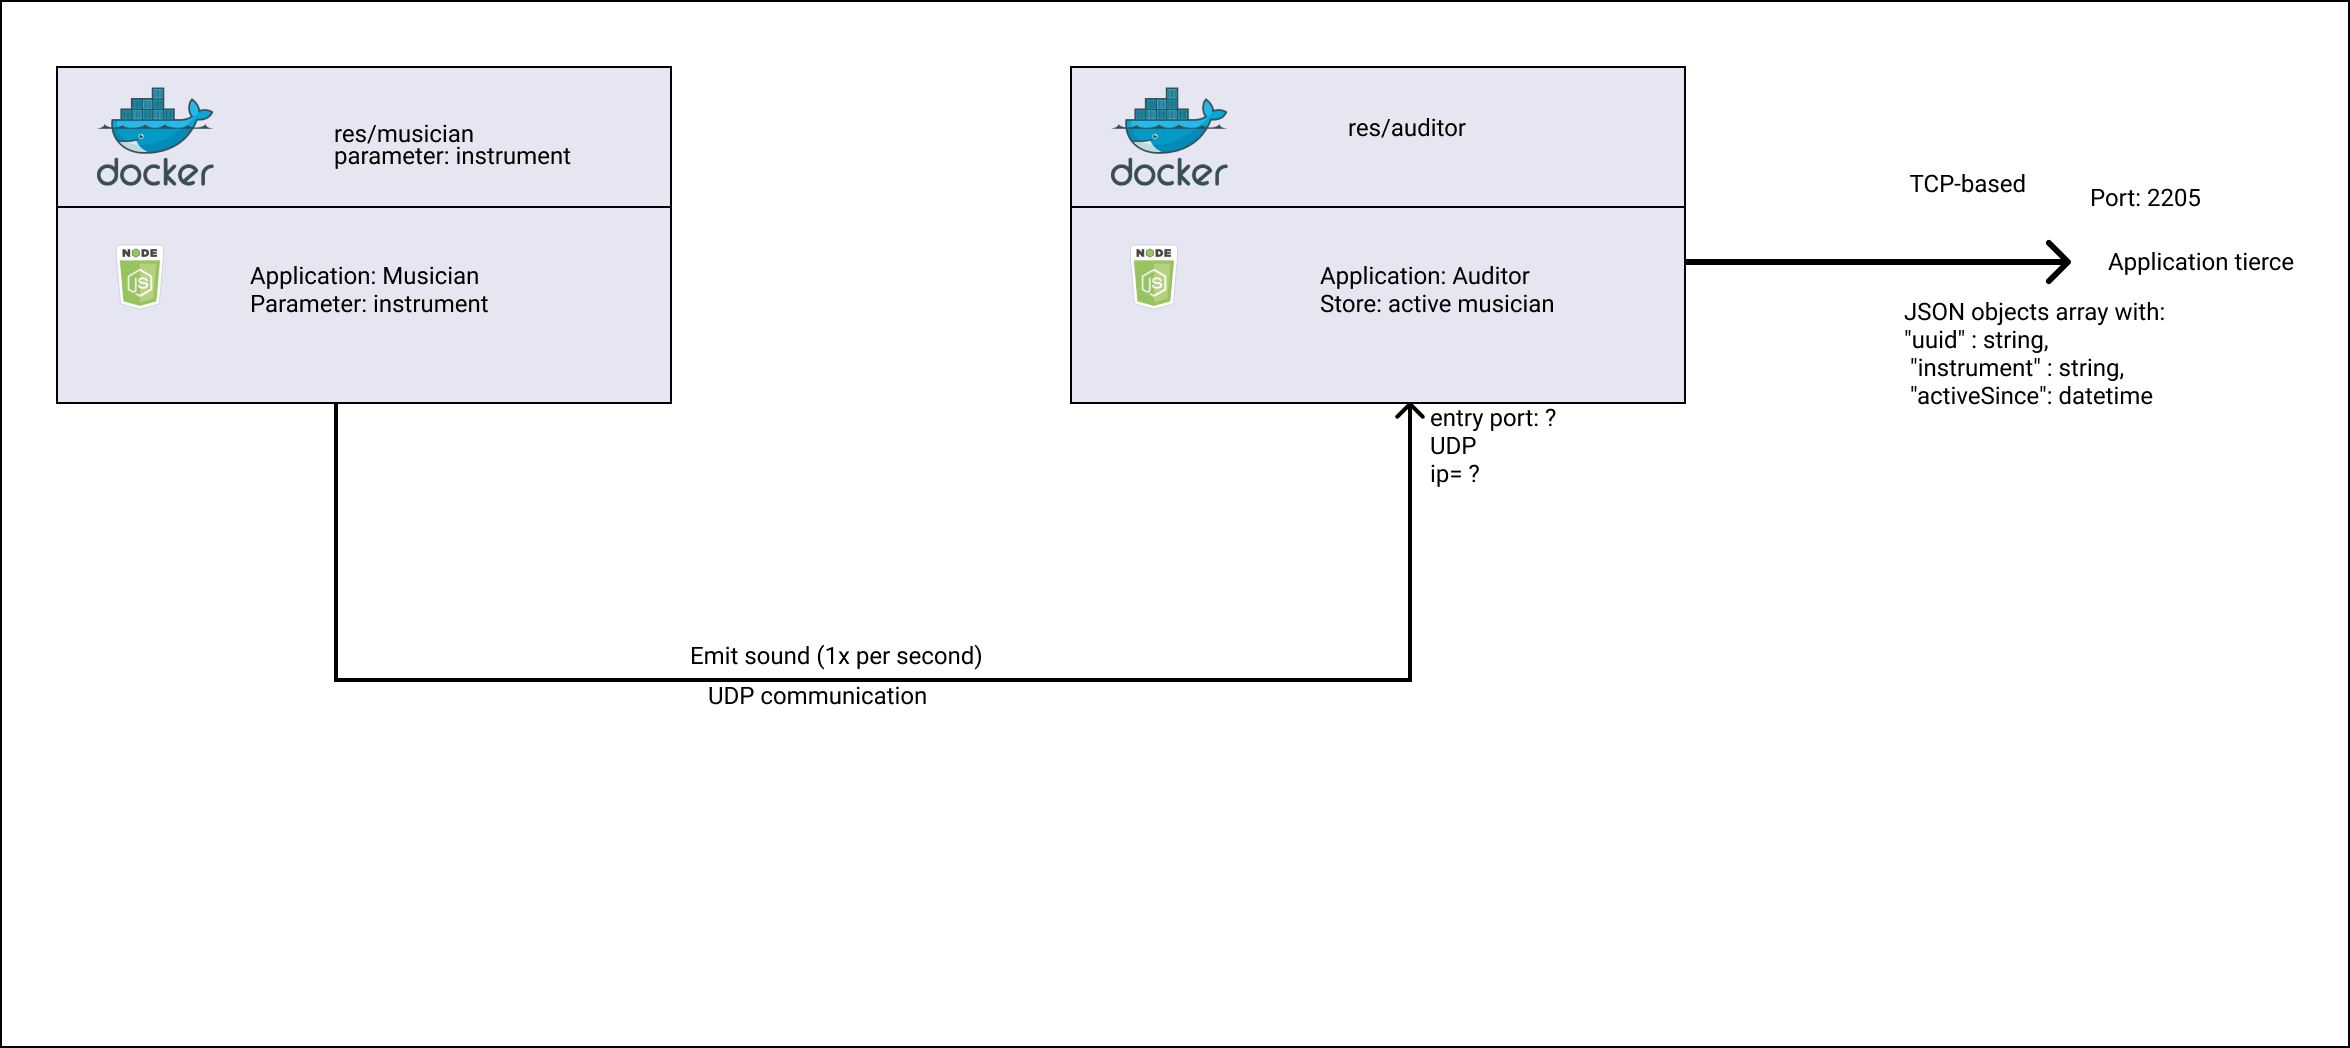 docker
res/musician
parameter: instrument
NODE
JS
Application: Musician
Parameter: instrument
docker
res/auditor
NODE
JS
Application: Auditor
Store: active musician
TCP-based
Port: 2205
Application tierce
JSON objects array with:
"uuid" : string,
"instrument" : string,
"activeSince": datetime
entry port: ?
UDP
ip= ?
Emit sound (1x per second)
UDP communication